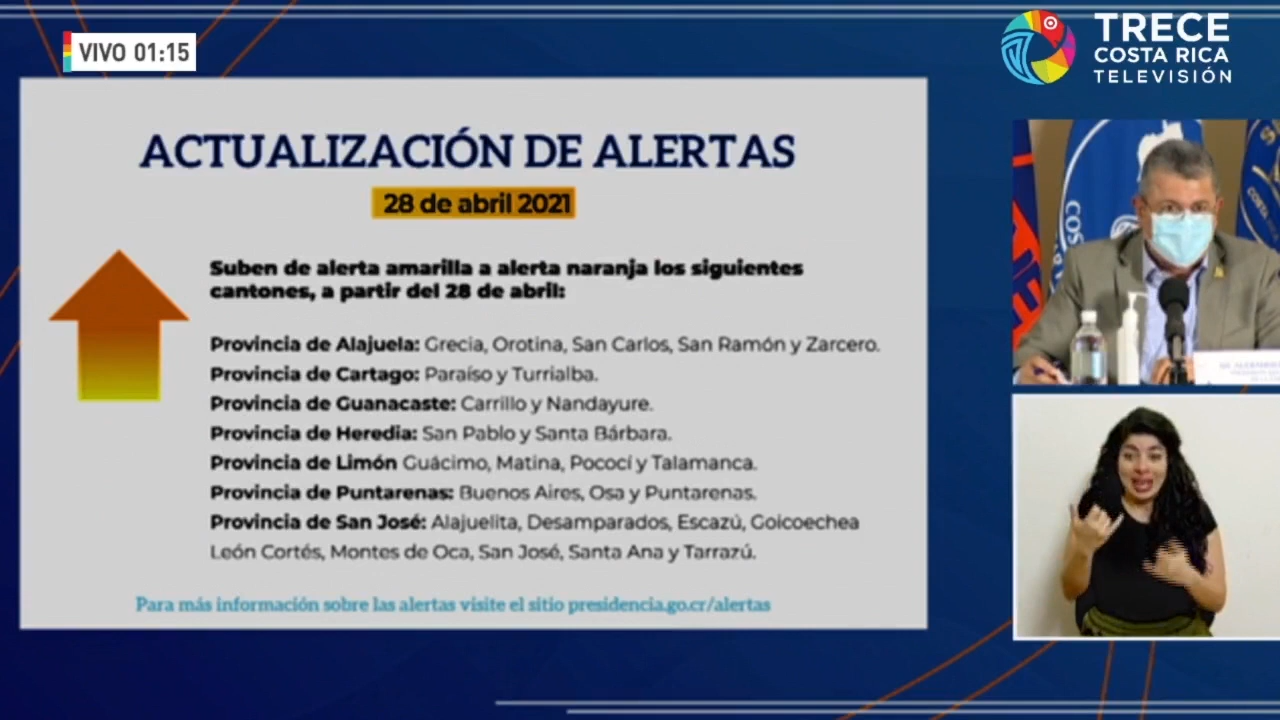 VIVO 01:15
TRECE
COSTA RICA
TELEVISIÓN
ACTUALIZACIÓN DE ALERTAS
28 de abril 2021
Suben de alerta amarilla a alerta naranja los siguientes
cantones, a partir del 28 de abril:
Provincia de Alajuela: Grecia, Orotina, San Carlos, San Ramón y Zarcero.
Provincia de Cartago: Paraíso y Turrialba.
Provincia de Guanacaste: Carrillo y Nandayure.
Provincia de Heredia: San Pablo y Santa Bárbara.
Provincia de Limón Guácimo, Matina, Pococí y Talamanca.
Provincia de Puntarenas: Buenos Aires, Osa y Puntarenas.
Provincia de San José: Alajuelita, Desamparados, Escazú, Goicoechea
León Cortés, Montes de Oca, San José, Santa Ana y Tarrazú.
Para más información sobre las alertas visite el sitio presidencia.go.cr/alertas